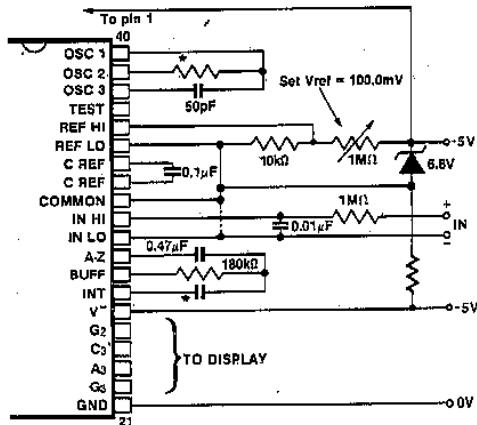 To pin 1
40
OSC 1
OSC 2
*
OSC 3
50pF
Set Vref = 100.0mV
TEST
REF HI
REF LO
10kΩ
1MΩ
-5V
6.8V
C REF
0.1µF
C REF
COMMON
1MΩ
IN HI
+
0.01µF
IN
IN LO
−
0.47µF
A-Z
BUFF
180kΩ
INT
*
V⁻
-5V
G2
C3
TO DISPLAY
A3
G3
GND
0V
21